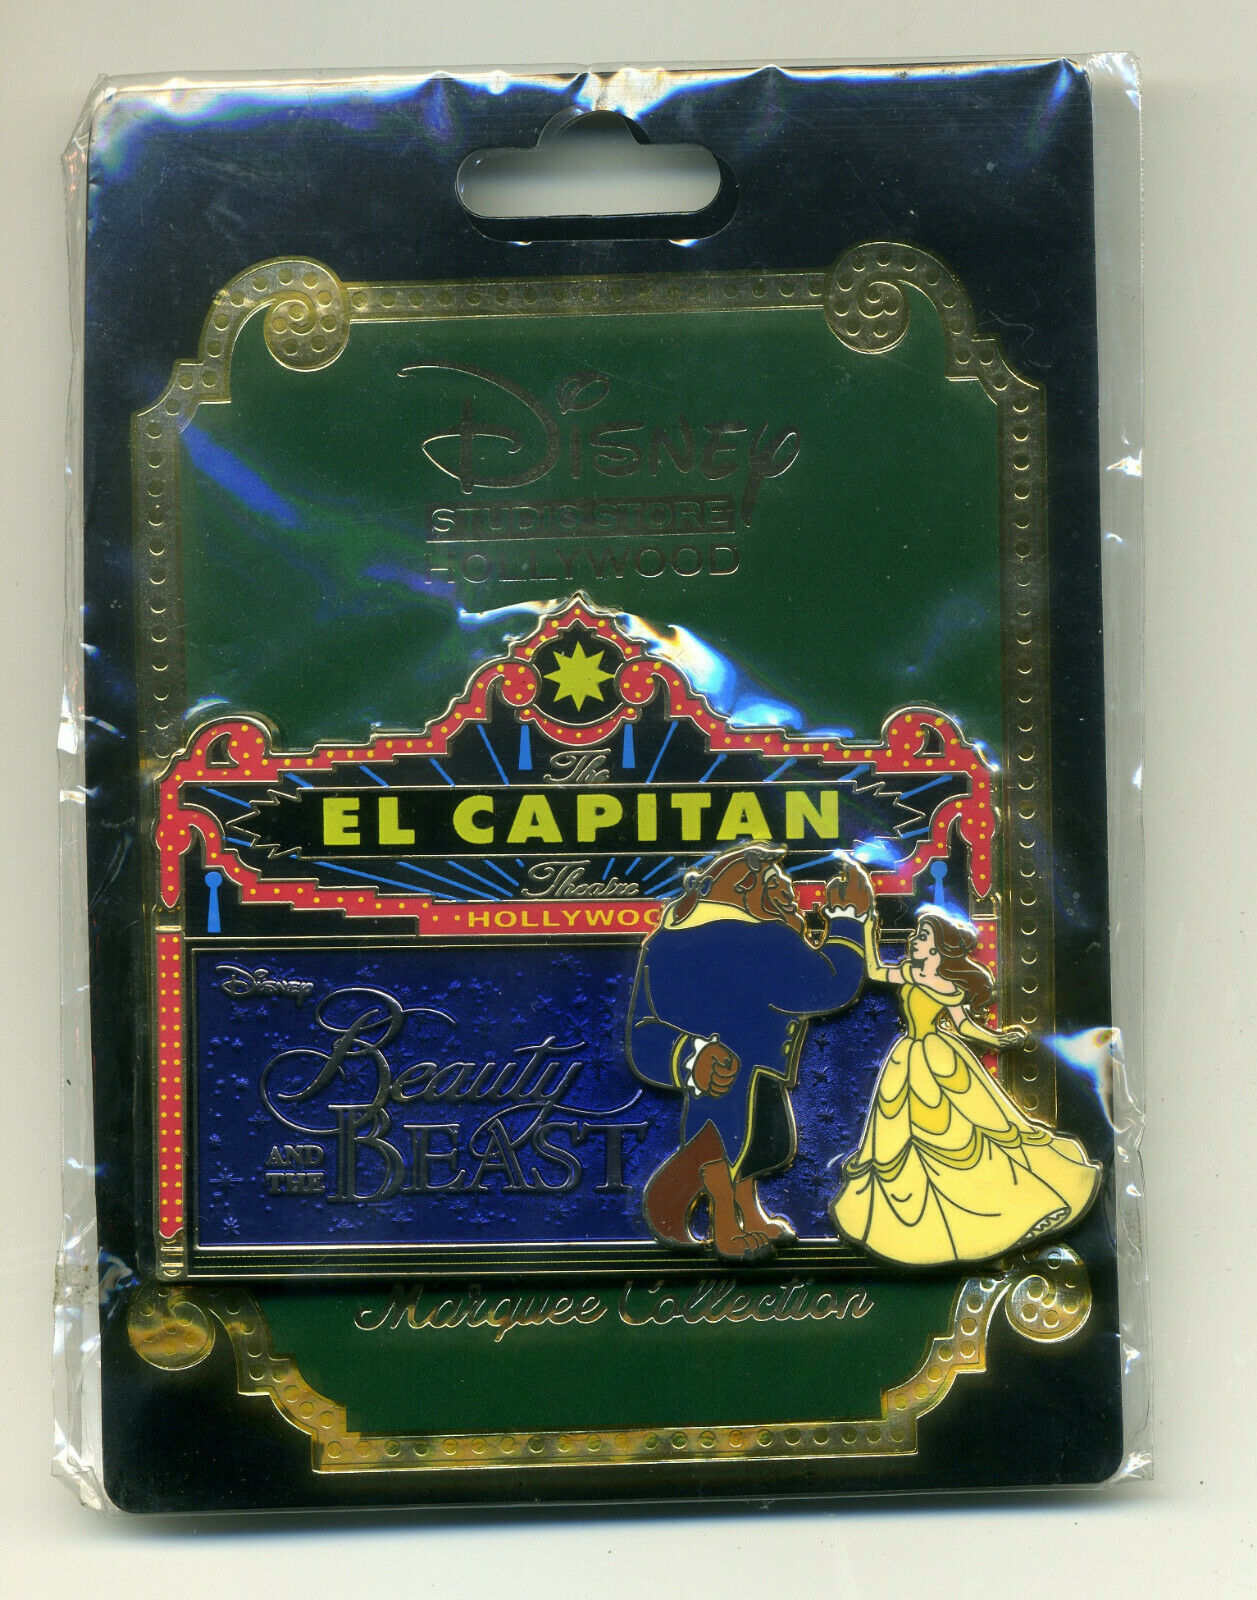 Disney
STUDIO STORE
HOLLYWOOD
The
EL CAPITAN
Theatre
HOLLYWOO
Disney
Beauty
AND THE
BEAST
Marquee Collection